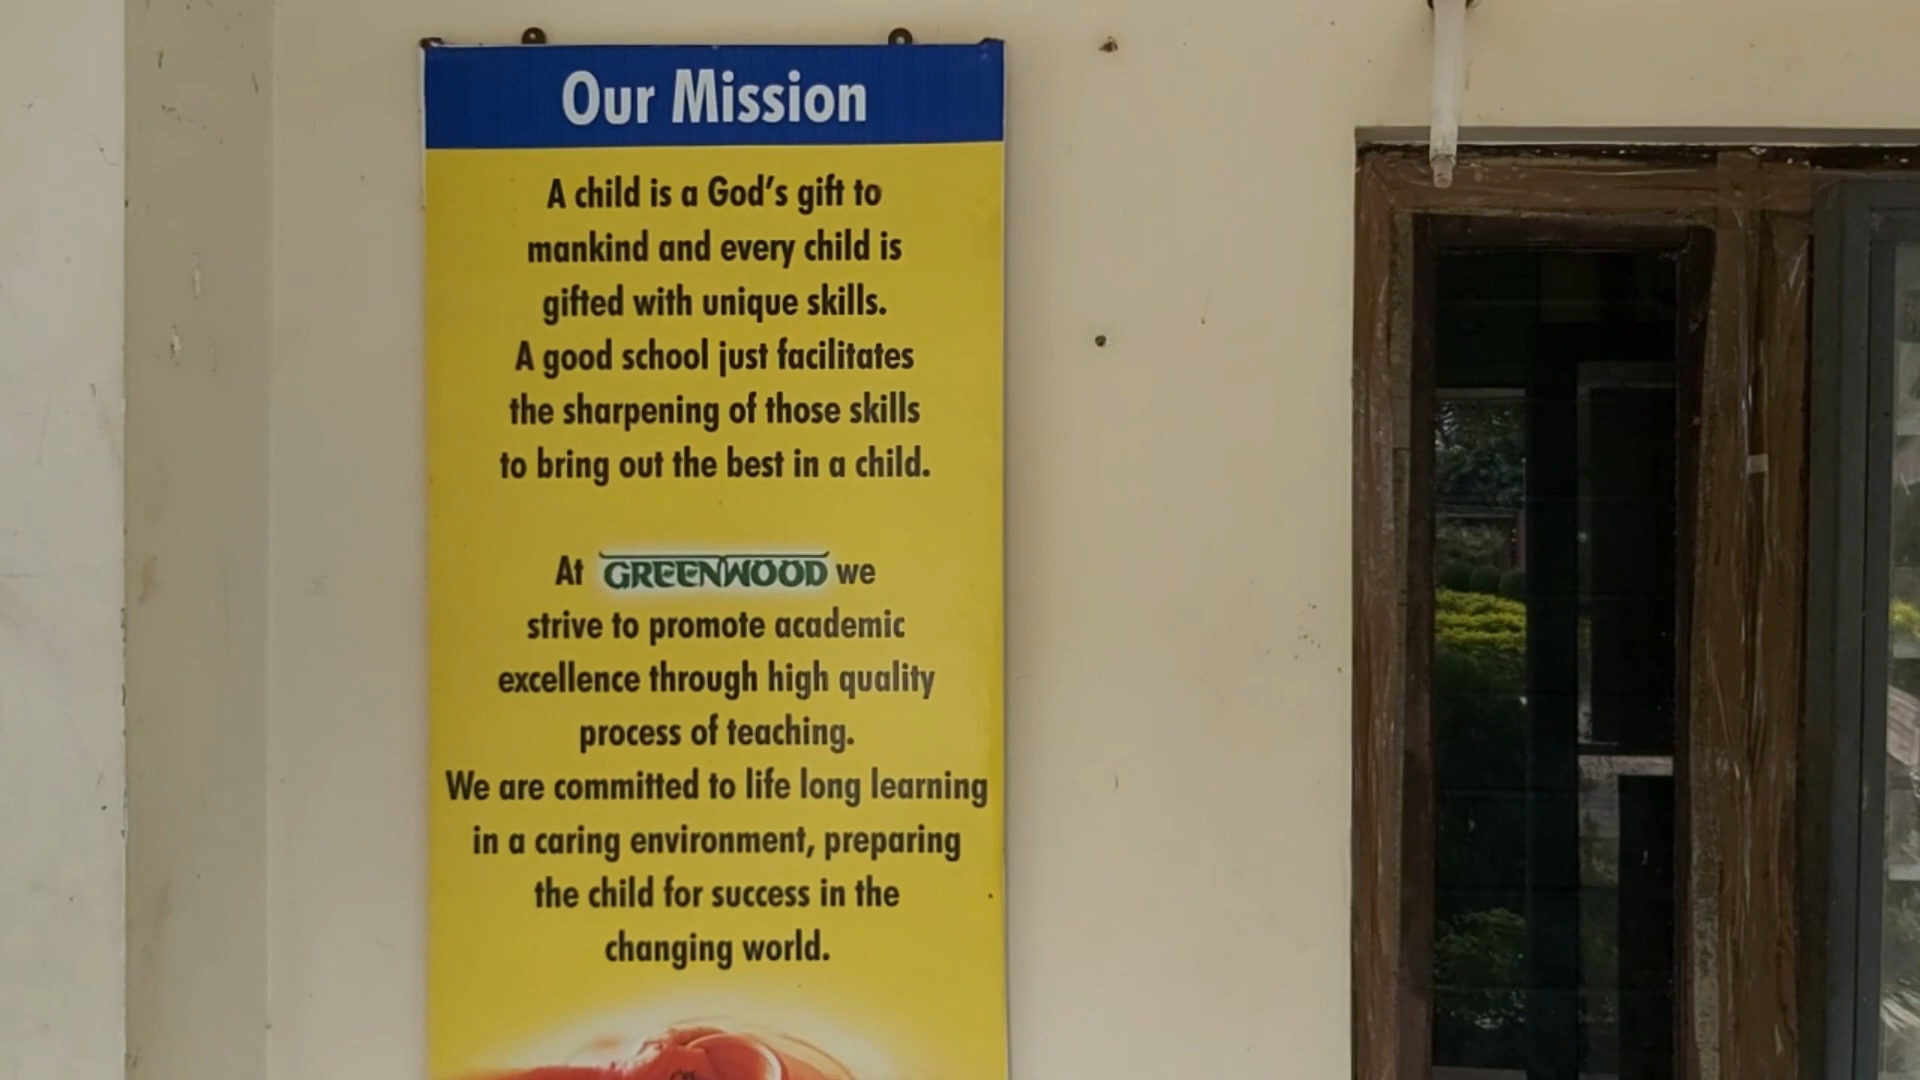 Our Mission
A child is a God's gift to
mankind and every child is
gifted with unique skills.
A good school just facilitates
the sharpening of those skills
to bring out the best in a child.
At GREENWOOD we
strive to promote academic
excellence through high quality
process of teaching.
We are committed to life long learning
in a caring environment, preparing
the child for success in the
changing world.